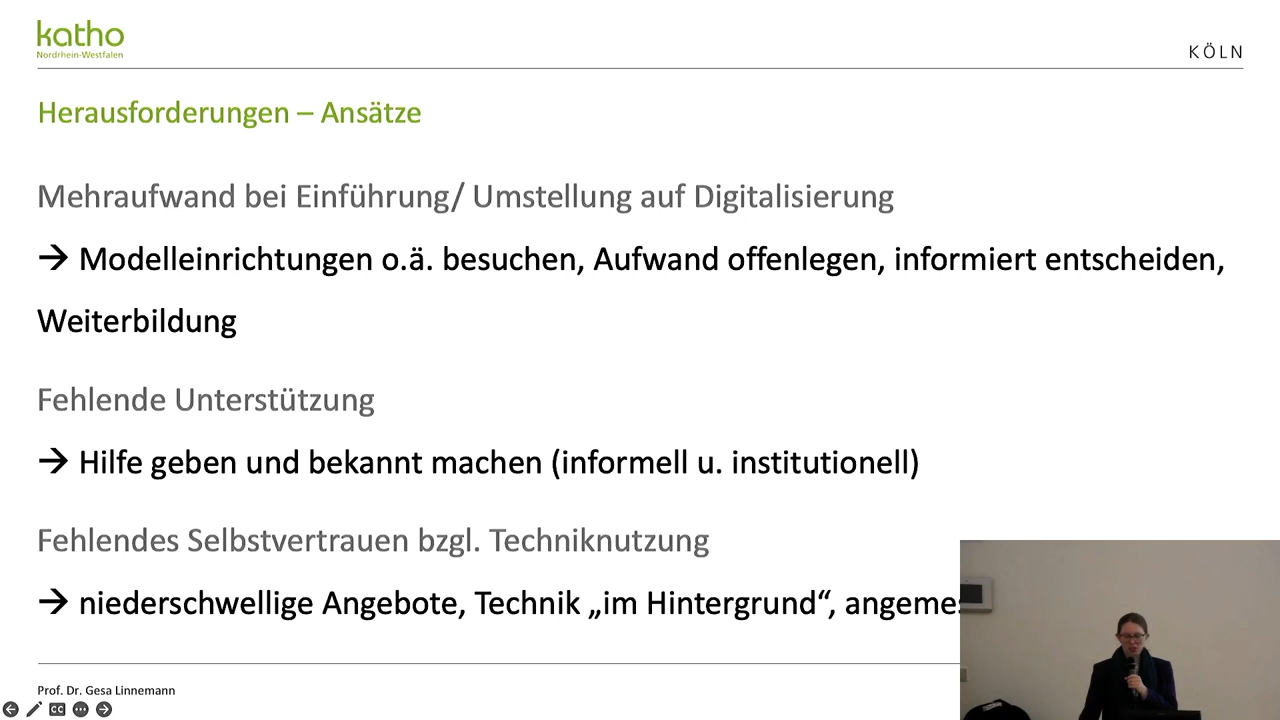 katho
Nordrhein-Westfalen
KÖLN
Herausforderungen – Ansätze
Mehraufwand bei Einführung/ Umstellung auf Digitalisierung
→ Modelleinrichtungen o.ä. besuchen, Aufwand offenlegen, informiert entscheiden,
Weiterbildung
Fehlende Unterstützung
→ Hilfe geben und bekannt machen (informell u. institutionell)
Fehlendes Selbstvertrauen bzgl. Techniknutzung
→ niederschwellige Angebote, Technik „im Hintergrund“,
Prof. Dr. Gesa Linnemann
CC